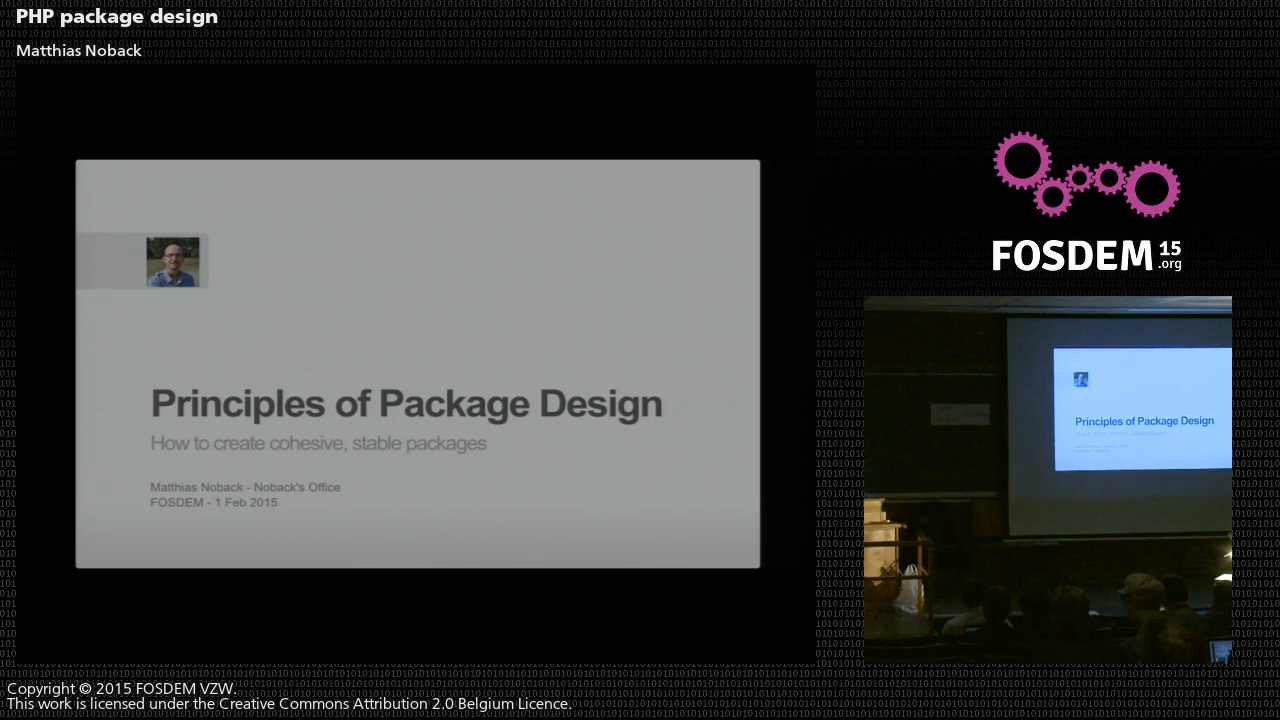 PHP package design
Matthias Noback
Principles of Package Design
How to create cohesive, stable packages
Matthias Noback - Noback's Office
FOSDEM - 1 Feb 2015
FOSDEM 15
.org
Principles of Package Design
Copyright © 2015 FOSDEM VZW.
This work is licensed under the Creative Commons Attribution 2.0 Belgium Licence.